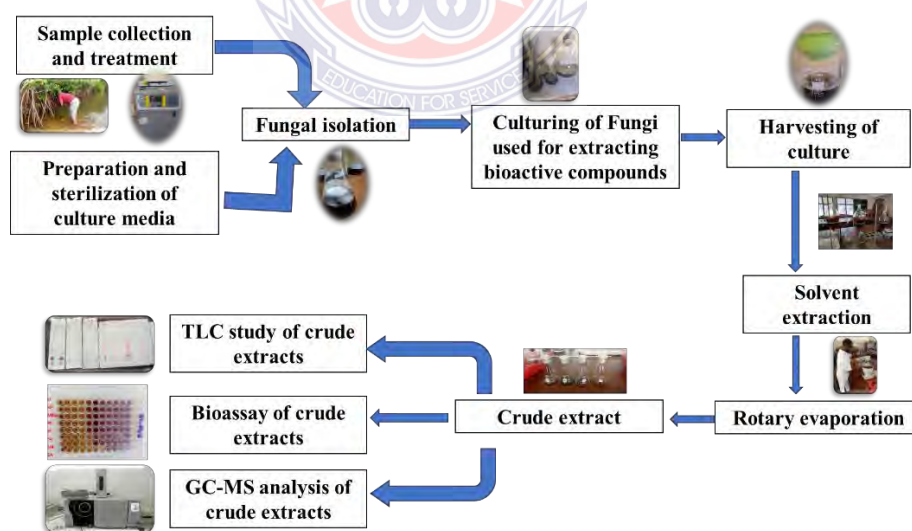 Sample collection
and treatment
EDUCATION FOR SERVICE
Fungal isolation
Preparation and
sterilization of
culture media
Culturing of Fungi
used for extracting
bioactive compounds
Harvesting of
culture
Solvent
extraction
Rotary evaporation
Crude extract
TLC study of crude
extracts
Bioassay of crude
extracts
GC-MS analysis of
crude extracts